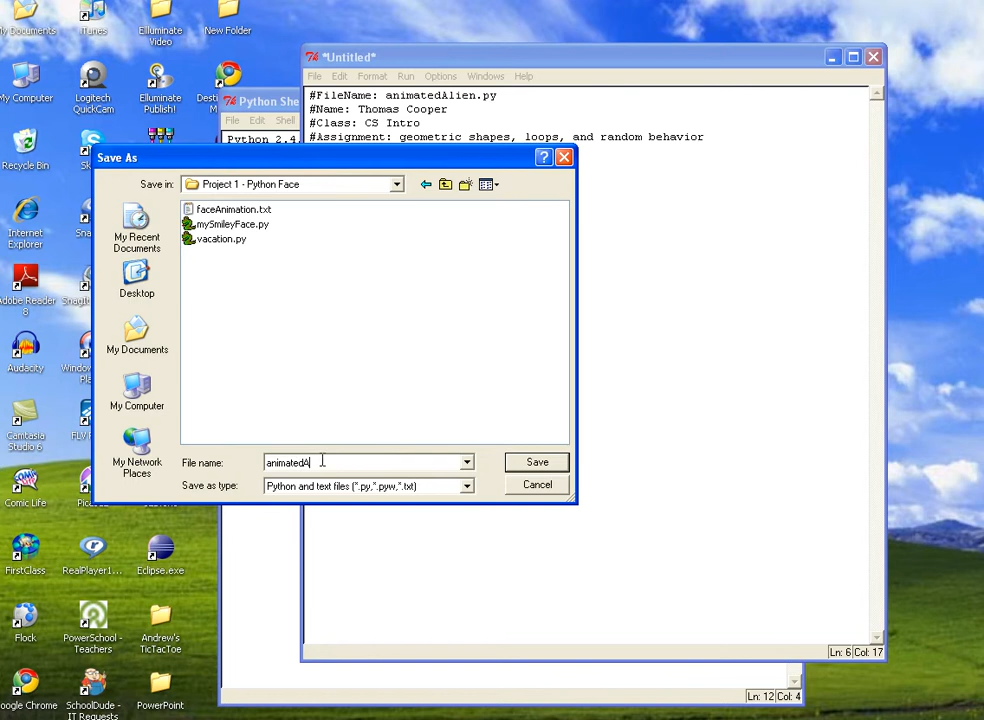 My Documents
iTunes
Elluminate
Video
New Folder
My Computer
Logitech
QuickCam
Elluminate
Publish!
Recycle Bin
Internet
Explorer
Adobe Reader
8
Audacity
Camtasia
Studio 6
Comic Life
FirstClass
RealPlayer1...
Eclipse.exe
Flock
PowerSchool -
Teachers
Andrew's
TicTacToe
oogle Chrome
SchoolDude -
IT Requests
PowerPoint
*Untitled*
File Edit Format Run Options Windows Help
#FileName: animatedAlien.py
#Name: Thomas Cooper
#Class: CS Intro
#Assignment: geometric shapes, loops, and random behavior
Ln: 6 Col: 17
Python She
File Edit Shell
Python 2.4.
Ln: 12 Col: 4
Save As
Save in: Project 1 - Python Face
My Recent
Documents
Desktop
My Documents
My Computer
My Network
Places
faceAnimation.txt
mySmileyFace.py
vacation.py
File name: animatedA
Save
Save as type: Python and text files (*.py,*.pyw,*.txt)
Cancel